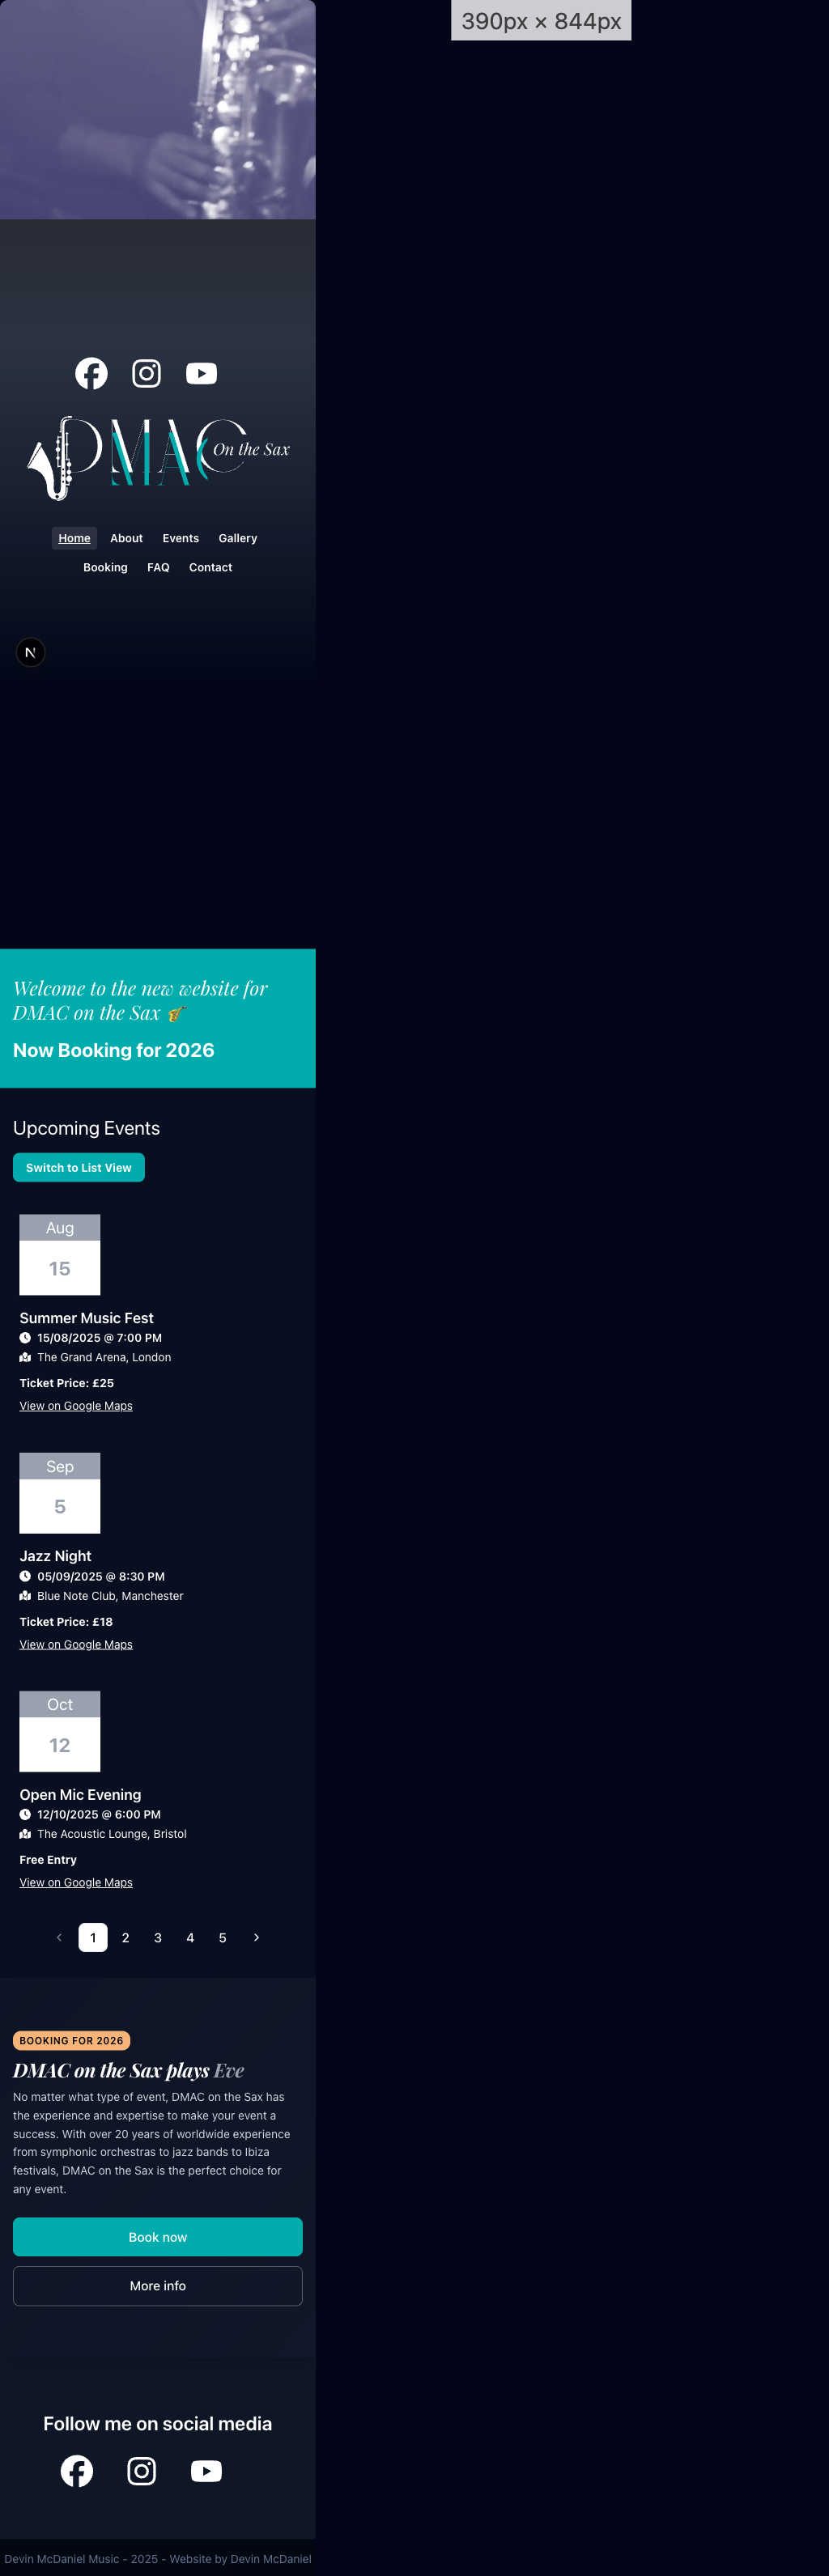 390px × 844px
DMAC On the Sax
Home About Events Gallery
Booking FAQ Contact
N
Welcome to the new website for
DMAC on the Sax 🎷
Now Booking for 2026
Upcoming Events
Switch to List View
Aug
15
Summer Music Fest
15/08/2025 @ 7:00 PM
The Grand Arena, London
Ticket Price: £25
View on Google Maps
Sep
5
Jazz Night
05/09/2025 @ 8:30 PM
Blue Note Club, Manchester
Ticket Price: £18
View on Google Maps
Oct
12
Open Mic Evening
12/10/2025 @ 6:00 PM
The Acoustic Lounge, Bristol
Free Entry
View on Google Maps
‹ 1 2 3 4 5 ›
BOOKING FOR 2026
DMAC on the Sax plays Eve
No matter what type of event, DMAC on the Sax has
the experience and expertise to make your event a
success. With over 20 years of worldwide experience
from symphonic orchestras to jazz bands to Ibiza
festivals, DMAC on the Sax is the perfect choice for
any event.
Book now
More info
Follow me on social media
Devin McDaniel Music - 2025 - Website by Devin McDaniel